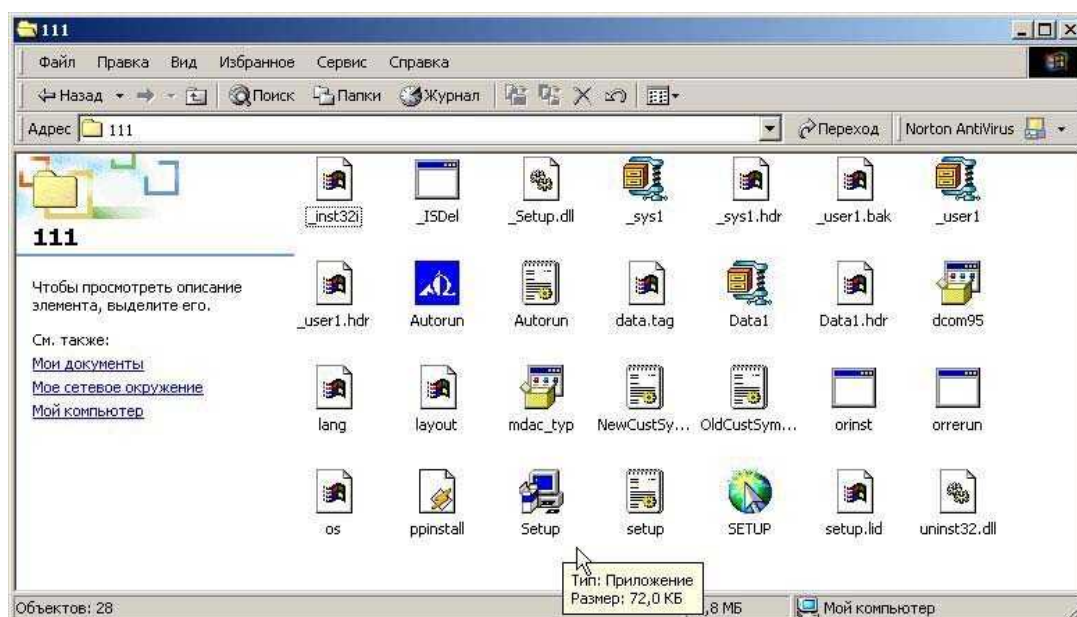 111
Файл Правка Вид Избранное Сервис Справка
Назад Поиск Папки Журнал
Адрес 111 Переход Norton AntiVirus
_inst32i _ISDel _Setup.dll _sys1 _sys1.hdr _user1.bak _user1
111
Чтобы просмотреть описание
элемента, выделите его.
См. также:
Мои документы
Мое сетевое окружение
Мой компьютер
_user1.hdr Autorun Autorun data.tag Data1 Data1.hdr dcom95
lang layout mdac_typ NewCustSy... OldCustSym... orinst orrerun
os ppinstall Setup setup SETUP setup.lid uninst32.dll
Тип: Приложение
Размер: 72,0 КБ
Объектов: 28 ,8 МБ Мой компьютер